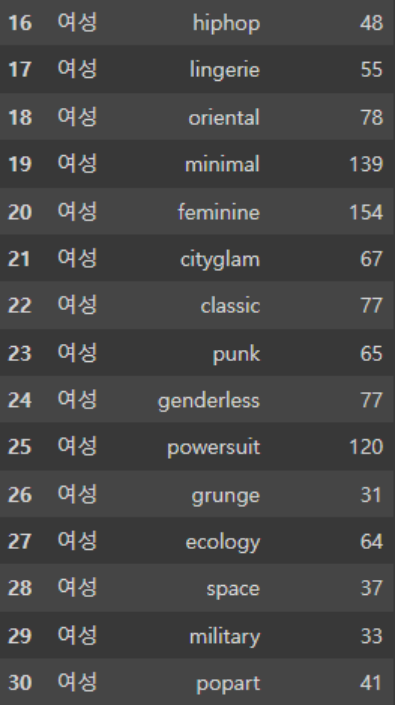 16 여성 hiphop 48
17 여성 lingerie 55
18 여성 oriental 78
19 여성 minimal 139
20 여성 feminine 154
21 여성 cityglam 67
22 여성 classic 77
23 여성 punk 65
24 여성 genderless 77
25 여성 powersuit 120
26 여성 grunge 31
27 여성 ecology 64
28 여성 space 37
29 여성 military 33
30 여성 popart 41